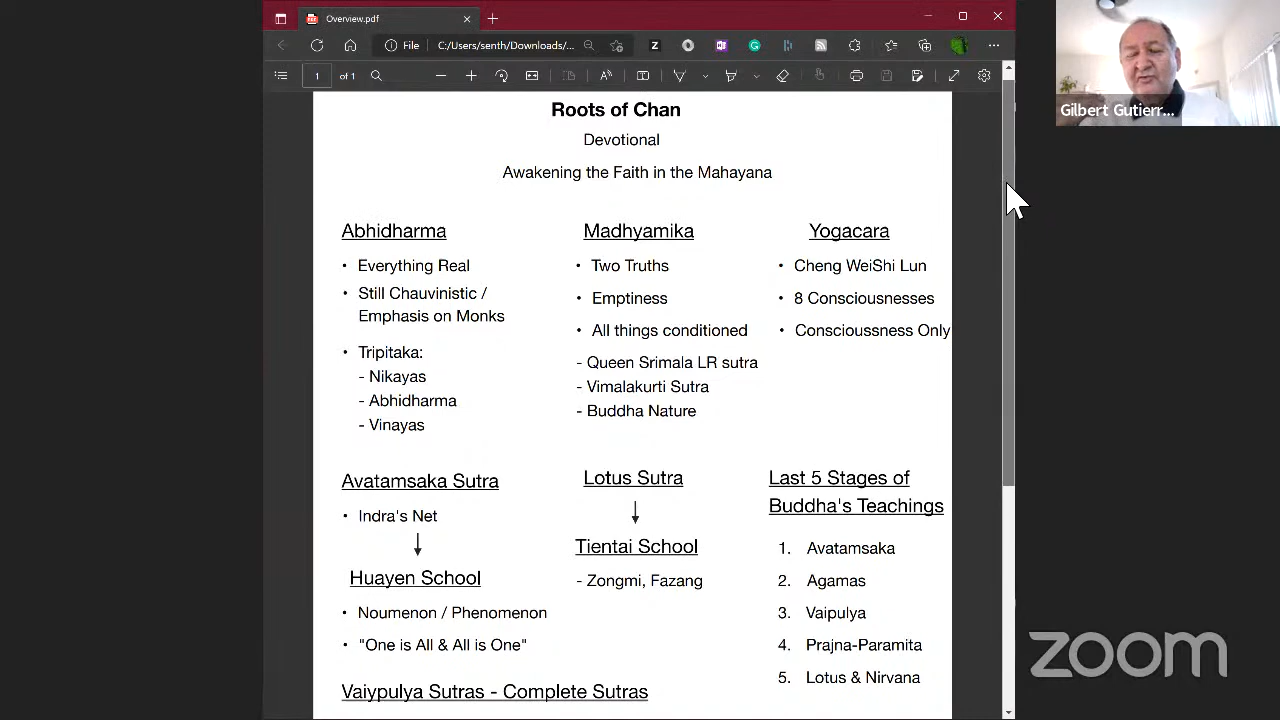 Overview.pdf
File
C:/Users/senth/Downloads/...
1 of 1
Gilbert Gutierr...
Roots of Chan
Devotional
Awakening the Faith in the Mahayana
Abhidharma
• Everything Real
• Still Chauvinistic /
Emphasis on Monks
• Tripitaka:
- Nikayas
- Abhidharma
- Vinayas
Madhyamika
• Two Truths
• Emptiness
• All things conditioned
- Queen Srimala LR sutra
- Vimalakurti Sutra
- Buddha Nature
Yogacara
• Cheng WeiShi Lun
• 8 Consciousnesses
• Conscioussness Only
Avatamsaka Sutra
• Indra's Net
Huayen School
• Noumenon / Phenomenon
• "One is All & All is One"
Lotus Sutra
Tientai School
- Zongmi, Fazang
Last 5 Stages of
Buddha's Teachings
1. Avatamsaka
2. Agamas
3. Vaipulya
4. Prajna-Paramita
5. Lotus & Nirvana
Vaiypulya Sutras - Complete Sutras
zoom